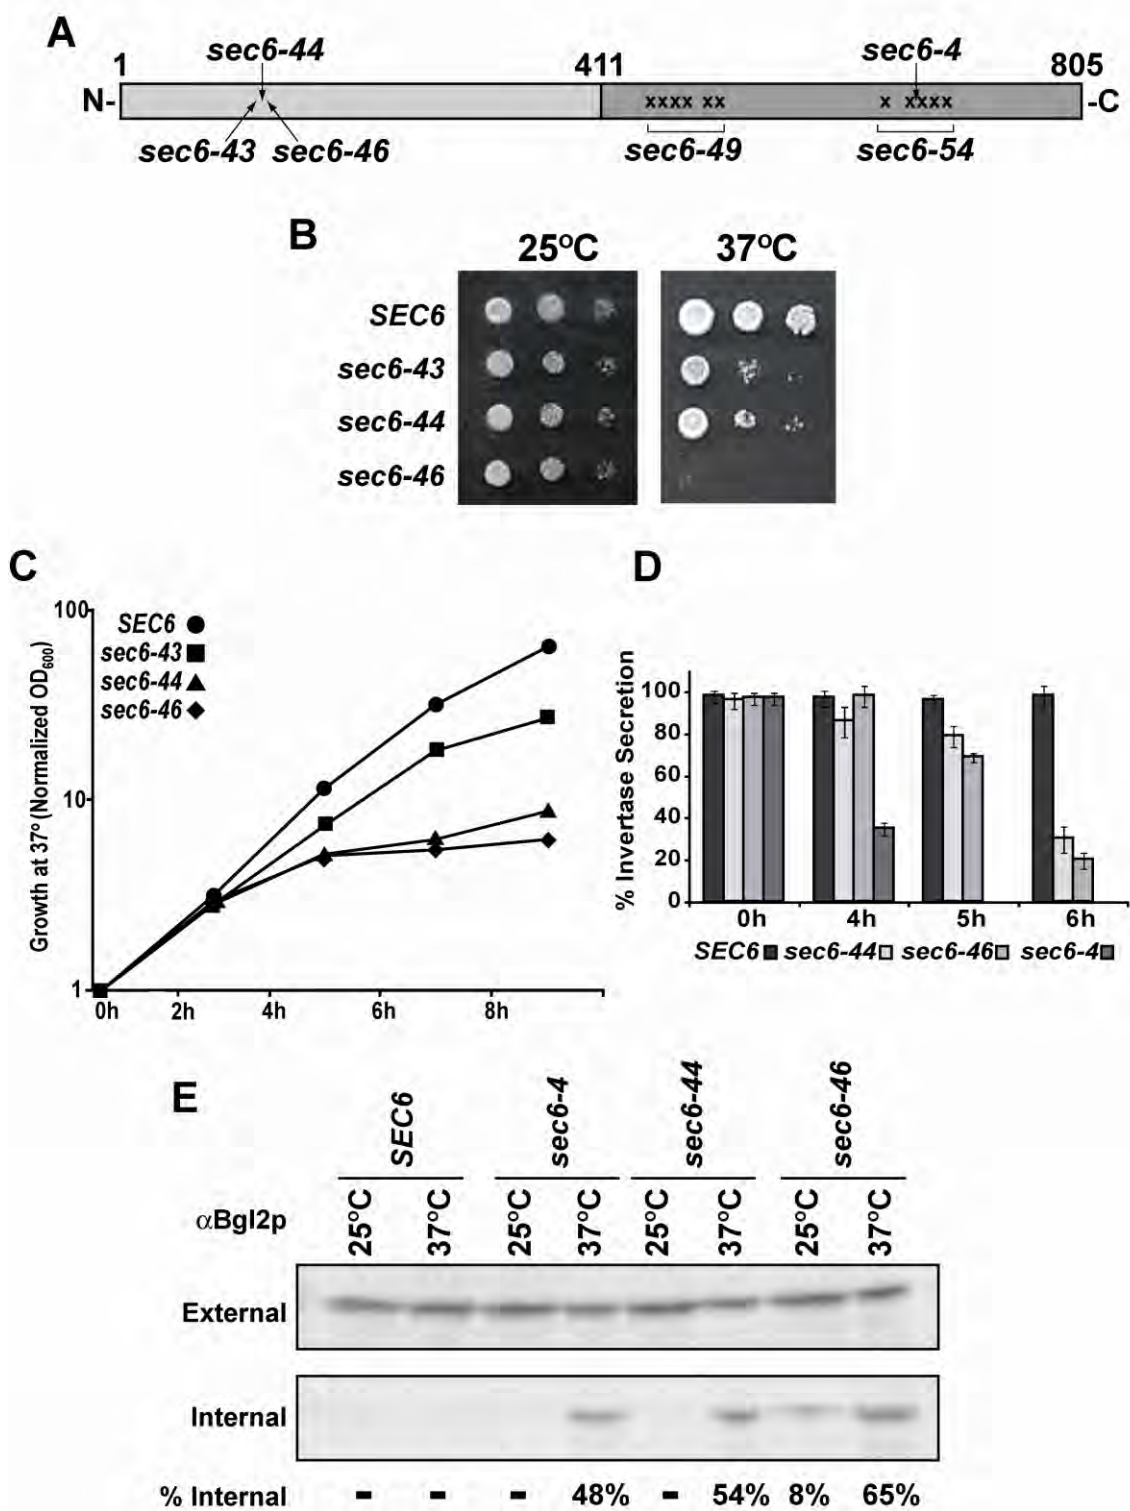 A
sec6-44 sec6-4
1 411 805
N- xxxx xx x xxxx -C
sec6-43 sec6-46 sec6-49 sec6-54
B
25°C 37°C
SEC6
sec6-43
sec6-44
sec6-46
C
Growth at 37° (Normalized OD600)
100
10
1
SEC6
sec6-43
sec6-44
sec6-46
0h 2h 4h 6h 8h
D
% Invertase Secretion
100
80
60
40
20
0
0h 4h 5h 6h
SEC6 sec6-44 sec6-46 sec6-4
E
SEC6 sec6-4 sec6-44 sec6-46
αBgl2p 25°C 37°C 25°C 37°C 25°C 37°C 25°C 37°C
External
Internal
% Internal - - - 48% - 54% 8% 65%